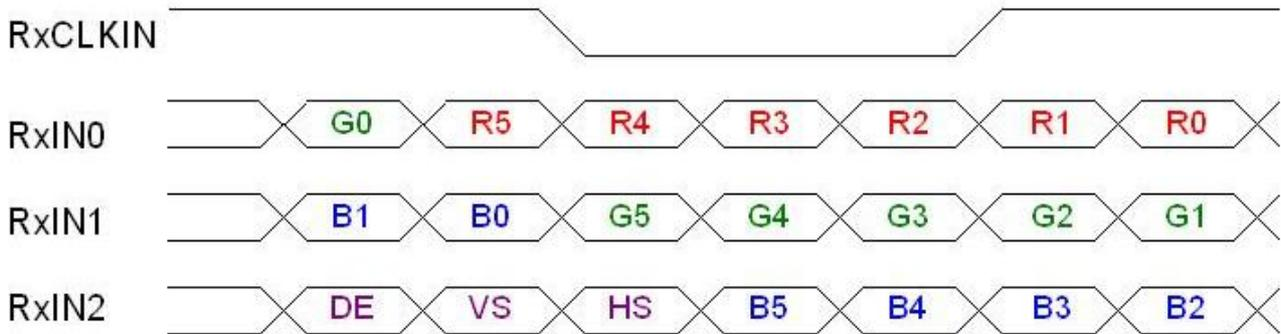 RxCLKIN
RxIN0 G0 R5 R4 R3 R2 R1 R0
RxIN1 B1 B0 G5 G4 G3 G2 G1
RxIN2 DE VS HS B5 B4 B3 B2